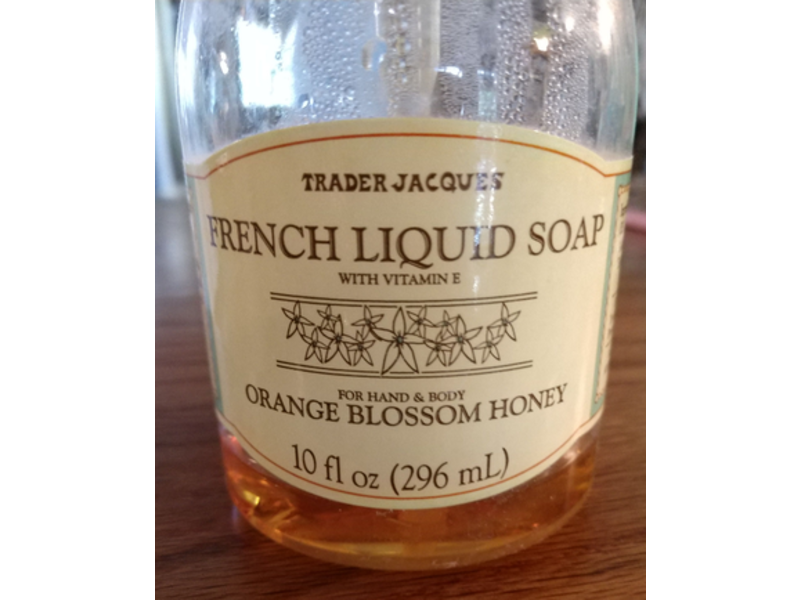 TRADER JACQUES
FRENCH LIQUID SOAP
WITH VITAMIN E
FOR HAND & BODY
ORANGE BLOSSOM HONEY
10 fl oz (296 mL)